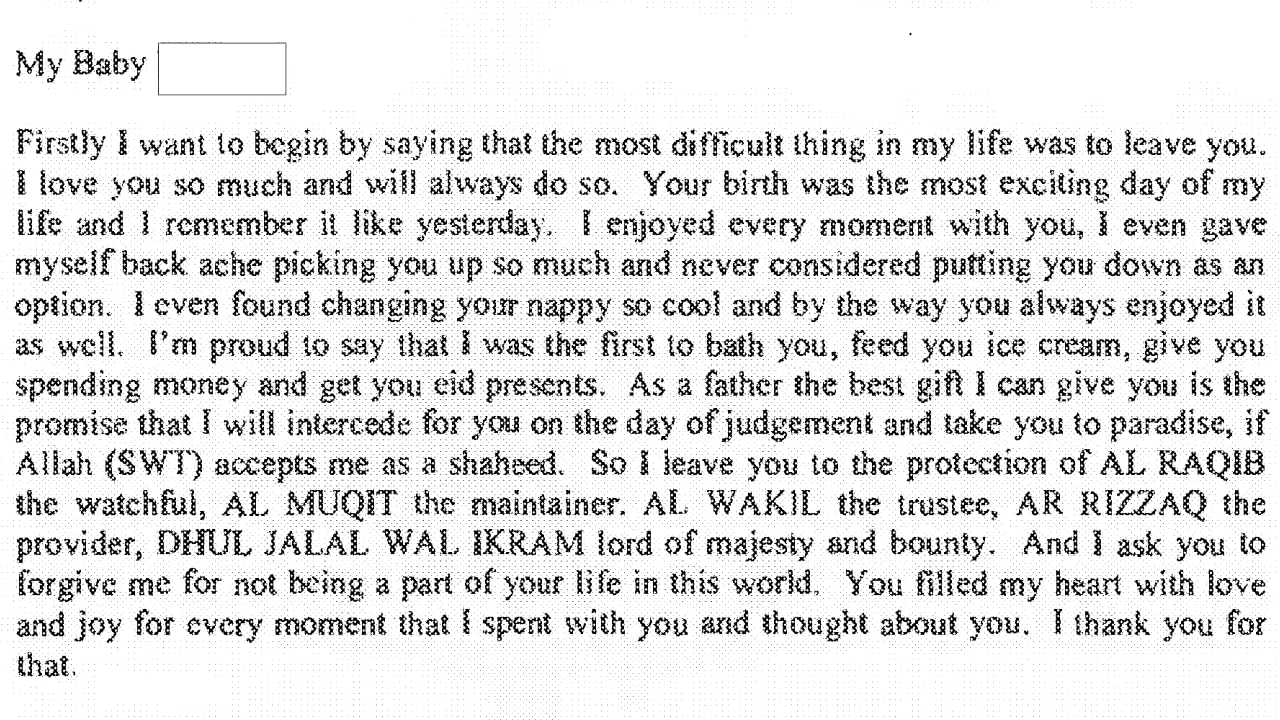 My Baby
Firstly I want to begin by saying that the most difficult thing in my life was to leave you.
I love you so much and will always do so. Your birth was the most exciting day of my
life and I remember it like yesterday. I enjoyed every moment with you, I even gave
myself back ache picking you up so much and never considered putting you down as an
option. I even found changing your nappy so cool and by the way you always enjoyed it
as well. I'm proud to say that I was the first to bath you, feed you ice cream, give you
spending money and get you eid presents. As a father the best gift I can give you is the
promise that I will intercede for you on the day of judgement and take you to paradise, if
Allah (SWT) accepts me as a shaheed. So I leave you to the protection of AL RAQIB
the watchful, AL MUQIT the maintainer. AL WAKIL the trustee, AR RIZZAQ the
provider, DHUL JALAL WAL IKRAM lord of majesty and bounty. And I ask you to
forgive me for not being a part of your life in this world. You filled my heart with love
and joy for every moment that I spent with you and thought about you. I thank you for
that.